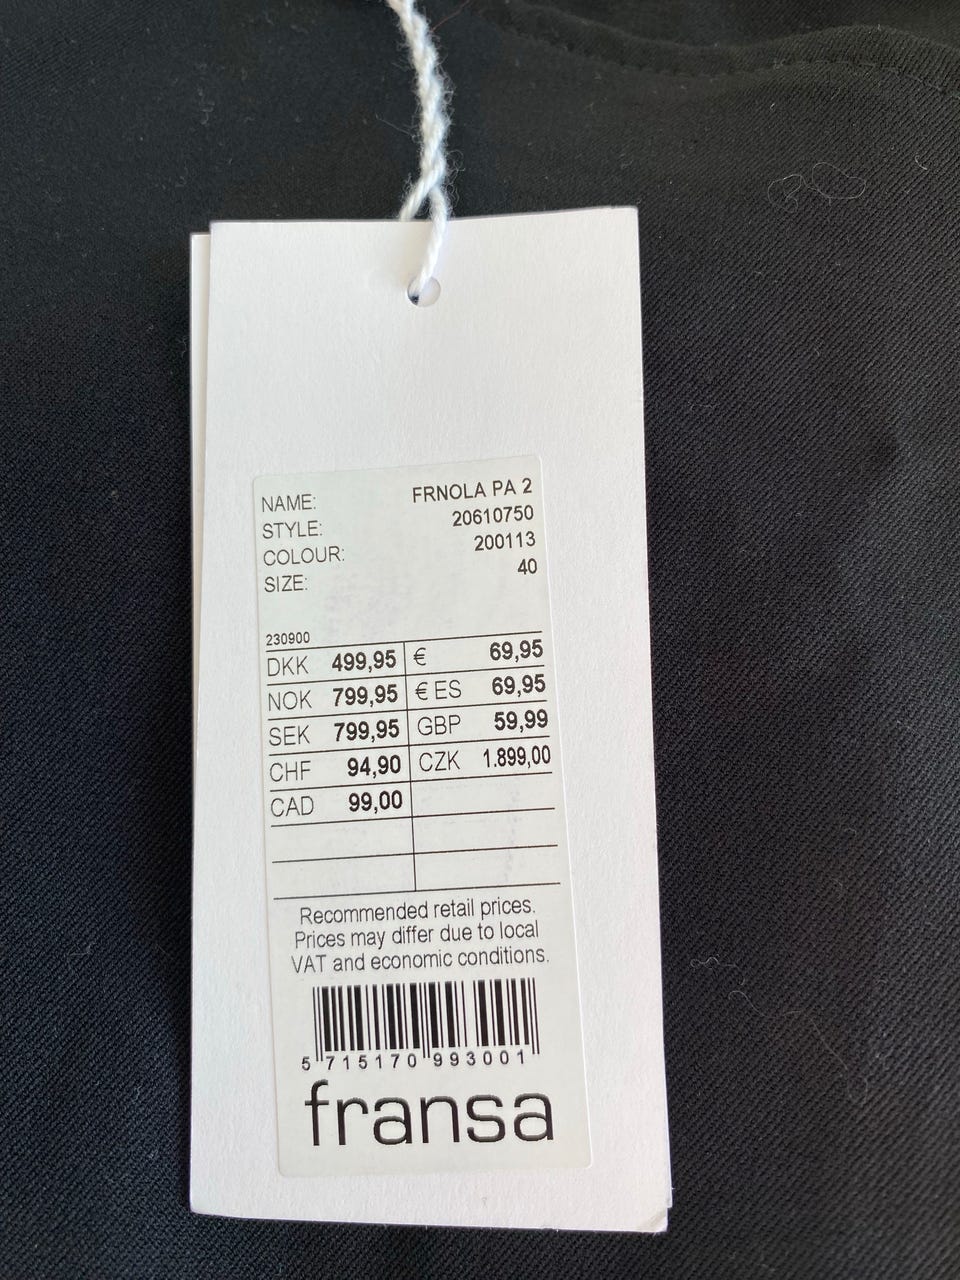 NAME: FRNOLA PA 2
STYLE: 20610750
COLOUR: 200113
SIZE: 40
230900
DKK 499,95 € 69,95
NOK 799,95 € ES 69,95
SEK 799,95 GBP 59,99
CHF 94,90 CZK 1.899,00
CAD 99,00
Recommended retail prices.
Prices may differ due to local
VAT and economic conditions.
5 715170 993001
fransa